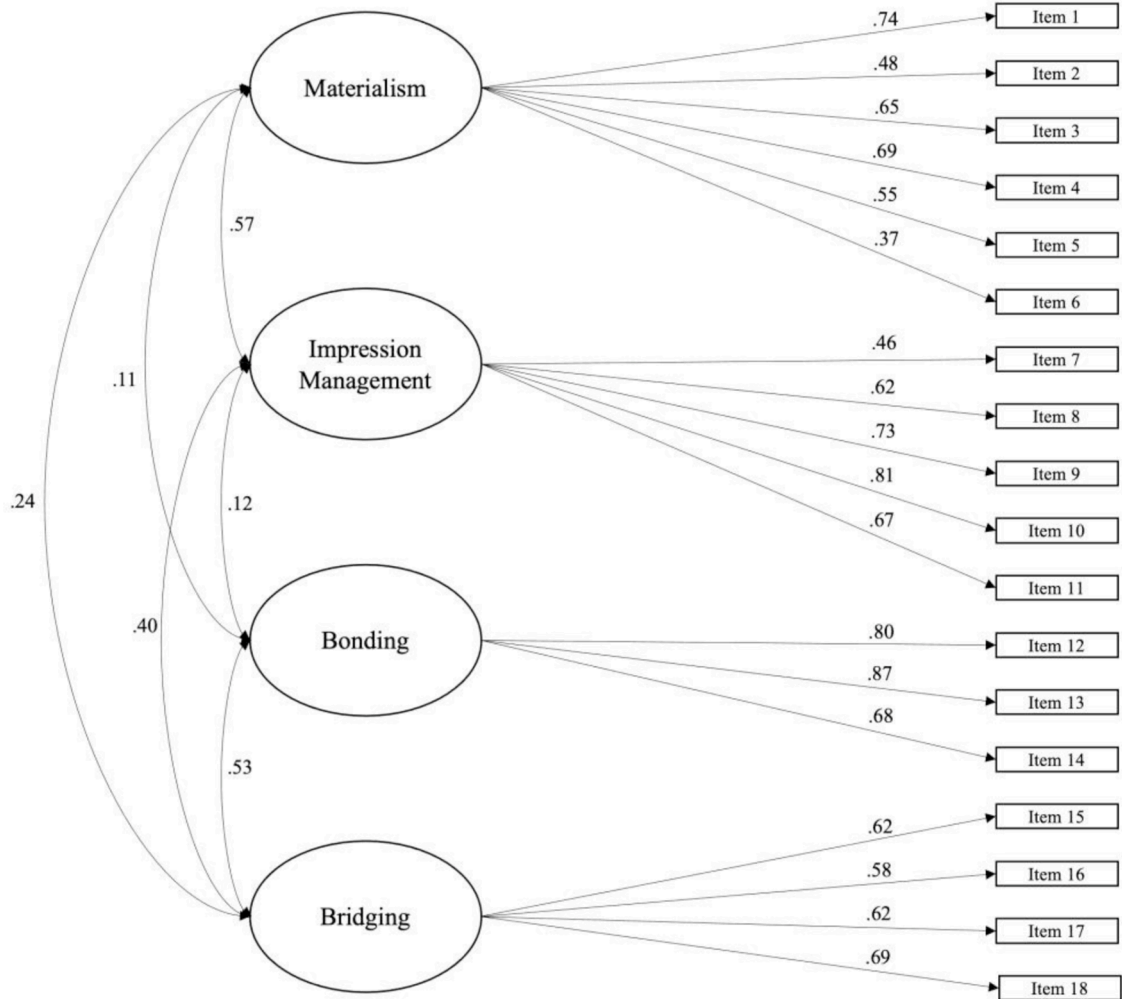 .74
Item 1
Materialism
.48
Item 2
.65
Item 3
.69
Item 4
.55
Item 5
.37
Item 6
.57
Impression
Management
.46
Item 7
.62
Item 8
.11
.73
Item 9
.81
Item 10
.67
Item 11
.24
.12
.40
Bonding
.80
Item 12
.87
Item 13
.68
Item 14
.53
.62
Item 15
.58
Item 16
Bridging
.62
Item 17
.69
Item 18